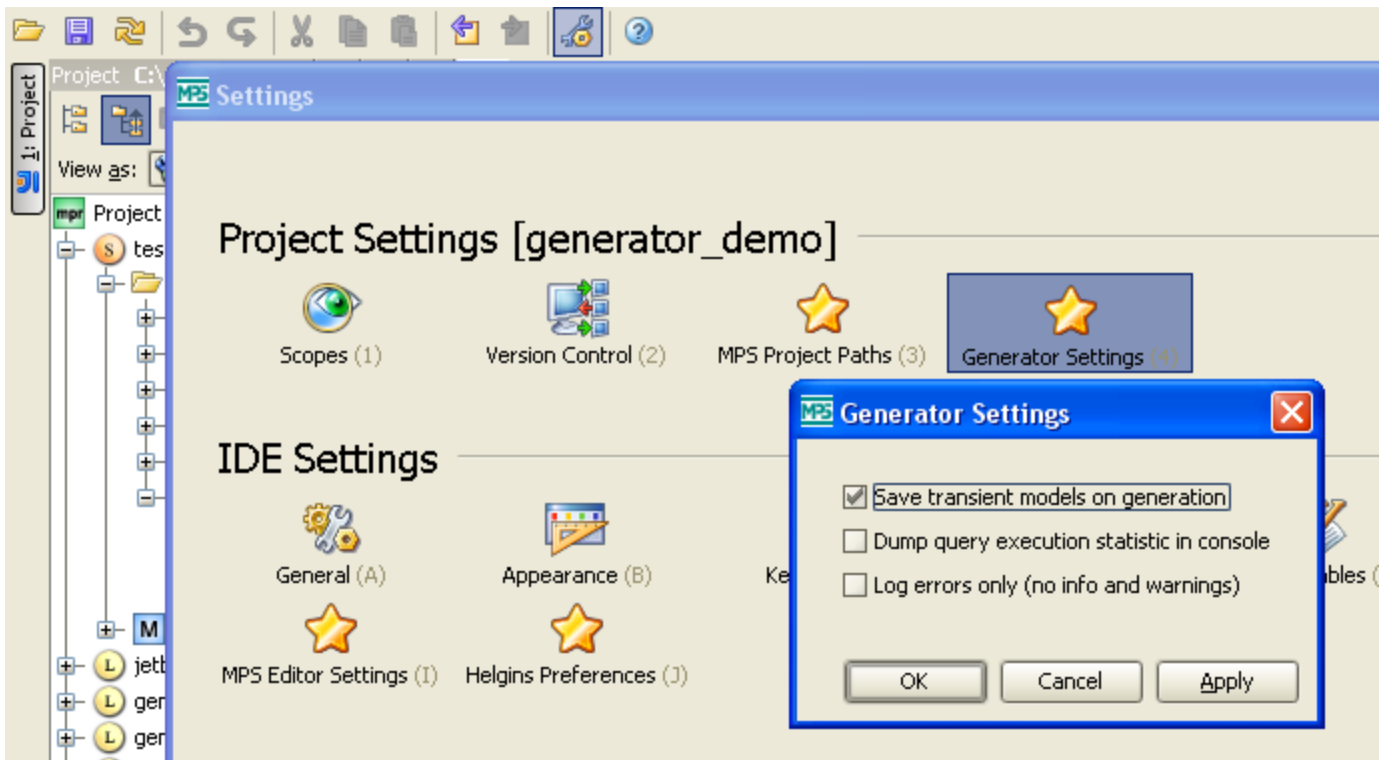 Project C:\
1: Project
MPS Settings
View as:
mpr Project
S tes
Project Settings [generator_demo]
Scopes (1) Version Control (2) MPS Project Paths (3) Generator Settings (4)
MPS Generator Settings
IDE Settings
Save transient models on generation
Dump query execution statistic in console
General (A) Appearance (B) Ke bles (
Log errors only (no info and warnings)
M
L jetb
MPS Editor Settings (I) Helgins Preferences (J)
OK Cancel Apply
L ger
L ger